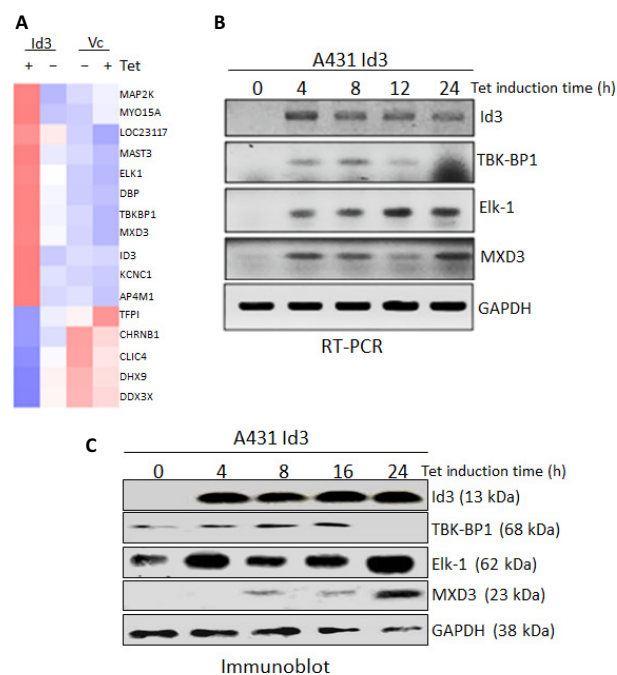 A
Id3 Vc
+ − − + Tet
MAP2K
MYO15A
LOC23117
MAST3
ELK1
DBP
TBKBP1
MXD3
ID3
KCNC1
AP4M1
TFPI
CHRNB1
CLIC4
DHX9
DDX3X
B
A431 Id3
0 4 8 12 24 Tet induction time (h)
Id3
TBK-BP1
Elk-1
MXD3
GAPDH
RT-PCR
C
A431 Id3
0 4 8 16 24 Tet induction time (h)
Id3 (13 kDa)
TBK-BP1 (68 kDa)
Elk-1 (62 kDa)
MXD3 (23 kDa)
GAPDH (38 kDa)
Immunoblot